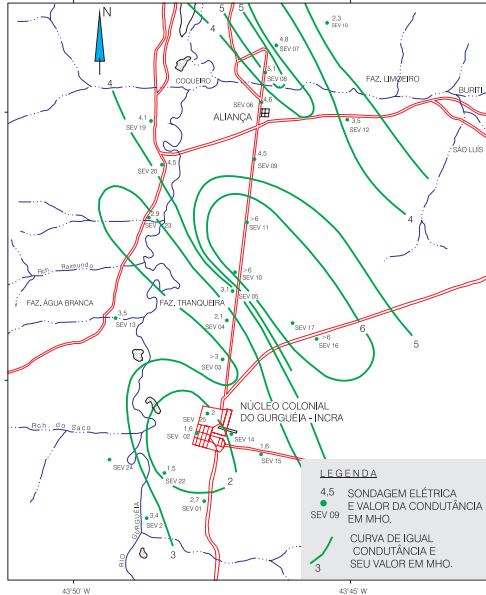 N
5
5
4
2,3
SEV 18
4,8
SEV 07
5,1
SEV 08
COQUEIRO
FAZ. LIMOEIRO
4
BURITI
SEV 06
4,6
ALIANÇA
4,1
SEV 19
3,5
SEV 12
SÃO LUÍS
4,5
SEV 20
4,5
SEV 09
2,9
SEV 23
>6
SEV 11
4
Rch. Raimundo
>6
SEV 10
3,1
SEV 05
FAZ. ÁGUA BRANCA
FAZ. TRANQUEIRA
3,5
SEV 13
2,1
SEV 04
SEV 17
>6
SEV 16
6
5
>3
SEV 03
NÚCLEO COLONIAL
DO GURGUÉIA - INCRA
2
SEV 25
1,6
SEV 02
SEV 14
Rch. do Saco
1,6
SEV 15
SEV 24
1,5
SEV 22
2
2,7
SEV 01
3,4
SEV 2
RIO GURGUÉIA
3
LEGENDA
4,5
SEV 09
SONDAGEM ELÉTRICA
E VALOR DA CONDUTÂNCIA
EM MHO.
3
CURVA DE IGUAL
CONDUTÂNCIA E
SEU VALOR EM MHO.
43°50' W
43°45' W